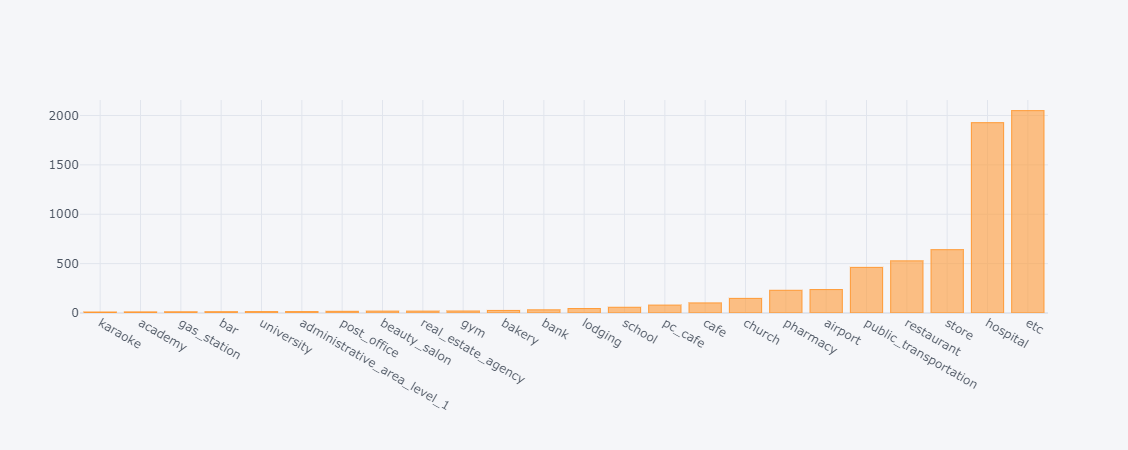 2000
1500
1000
500
0
karaoke
academy
gas_station
bar
university
administrative_area_level_1
post_office
beauty_salon
real_estate_agency
gym
bakery
bank
lodging
school
pc_cafe
cafe
church
pharmacy
airport
public_transportation
restaurant
store
hospital
etc